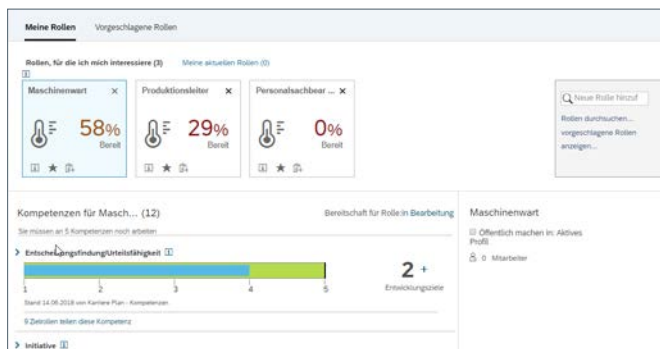 Meine Rollen Vorgeschlagene Rollen
Rollen, für die ich mich interessiere (3) Meine aktuellen Rollen (0)
Maschinenwart ×
58%
Bereit
Produktionsleiter ×
29%
Bereit
Personalsachbear ... ×
0%
Bereit
Neue Rolle hinzuf
Rollen durchsuchen...
vorgeschlagene Rollen
anzeigen...
Kompetenzen für Masch... (12) Bereitschaft für Rolle:in Bearbeitung
Sie müssen an 5 Kompetenzen noch arbeiten
Entscheidungsfindung/Urteilsfähigkeit
1 2 3 4 5
Stand 14.06.2018 von Karriere Plan - Kompetenzen
2 +
Entwicklungsziele
9 Zielrollen teilen diese Kompetenz
Initiative
Maschinenwart
Öffentlich machen in: Aktives
Profil
0 Mitarbeiter